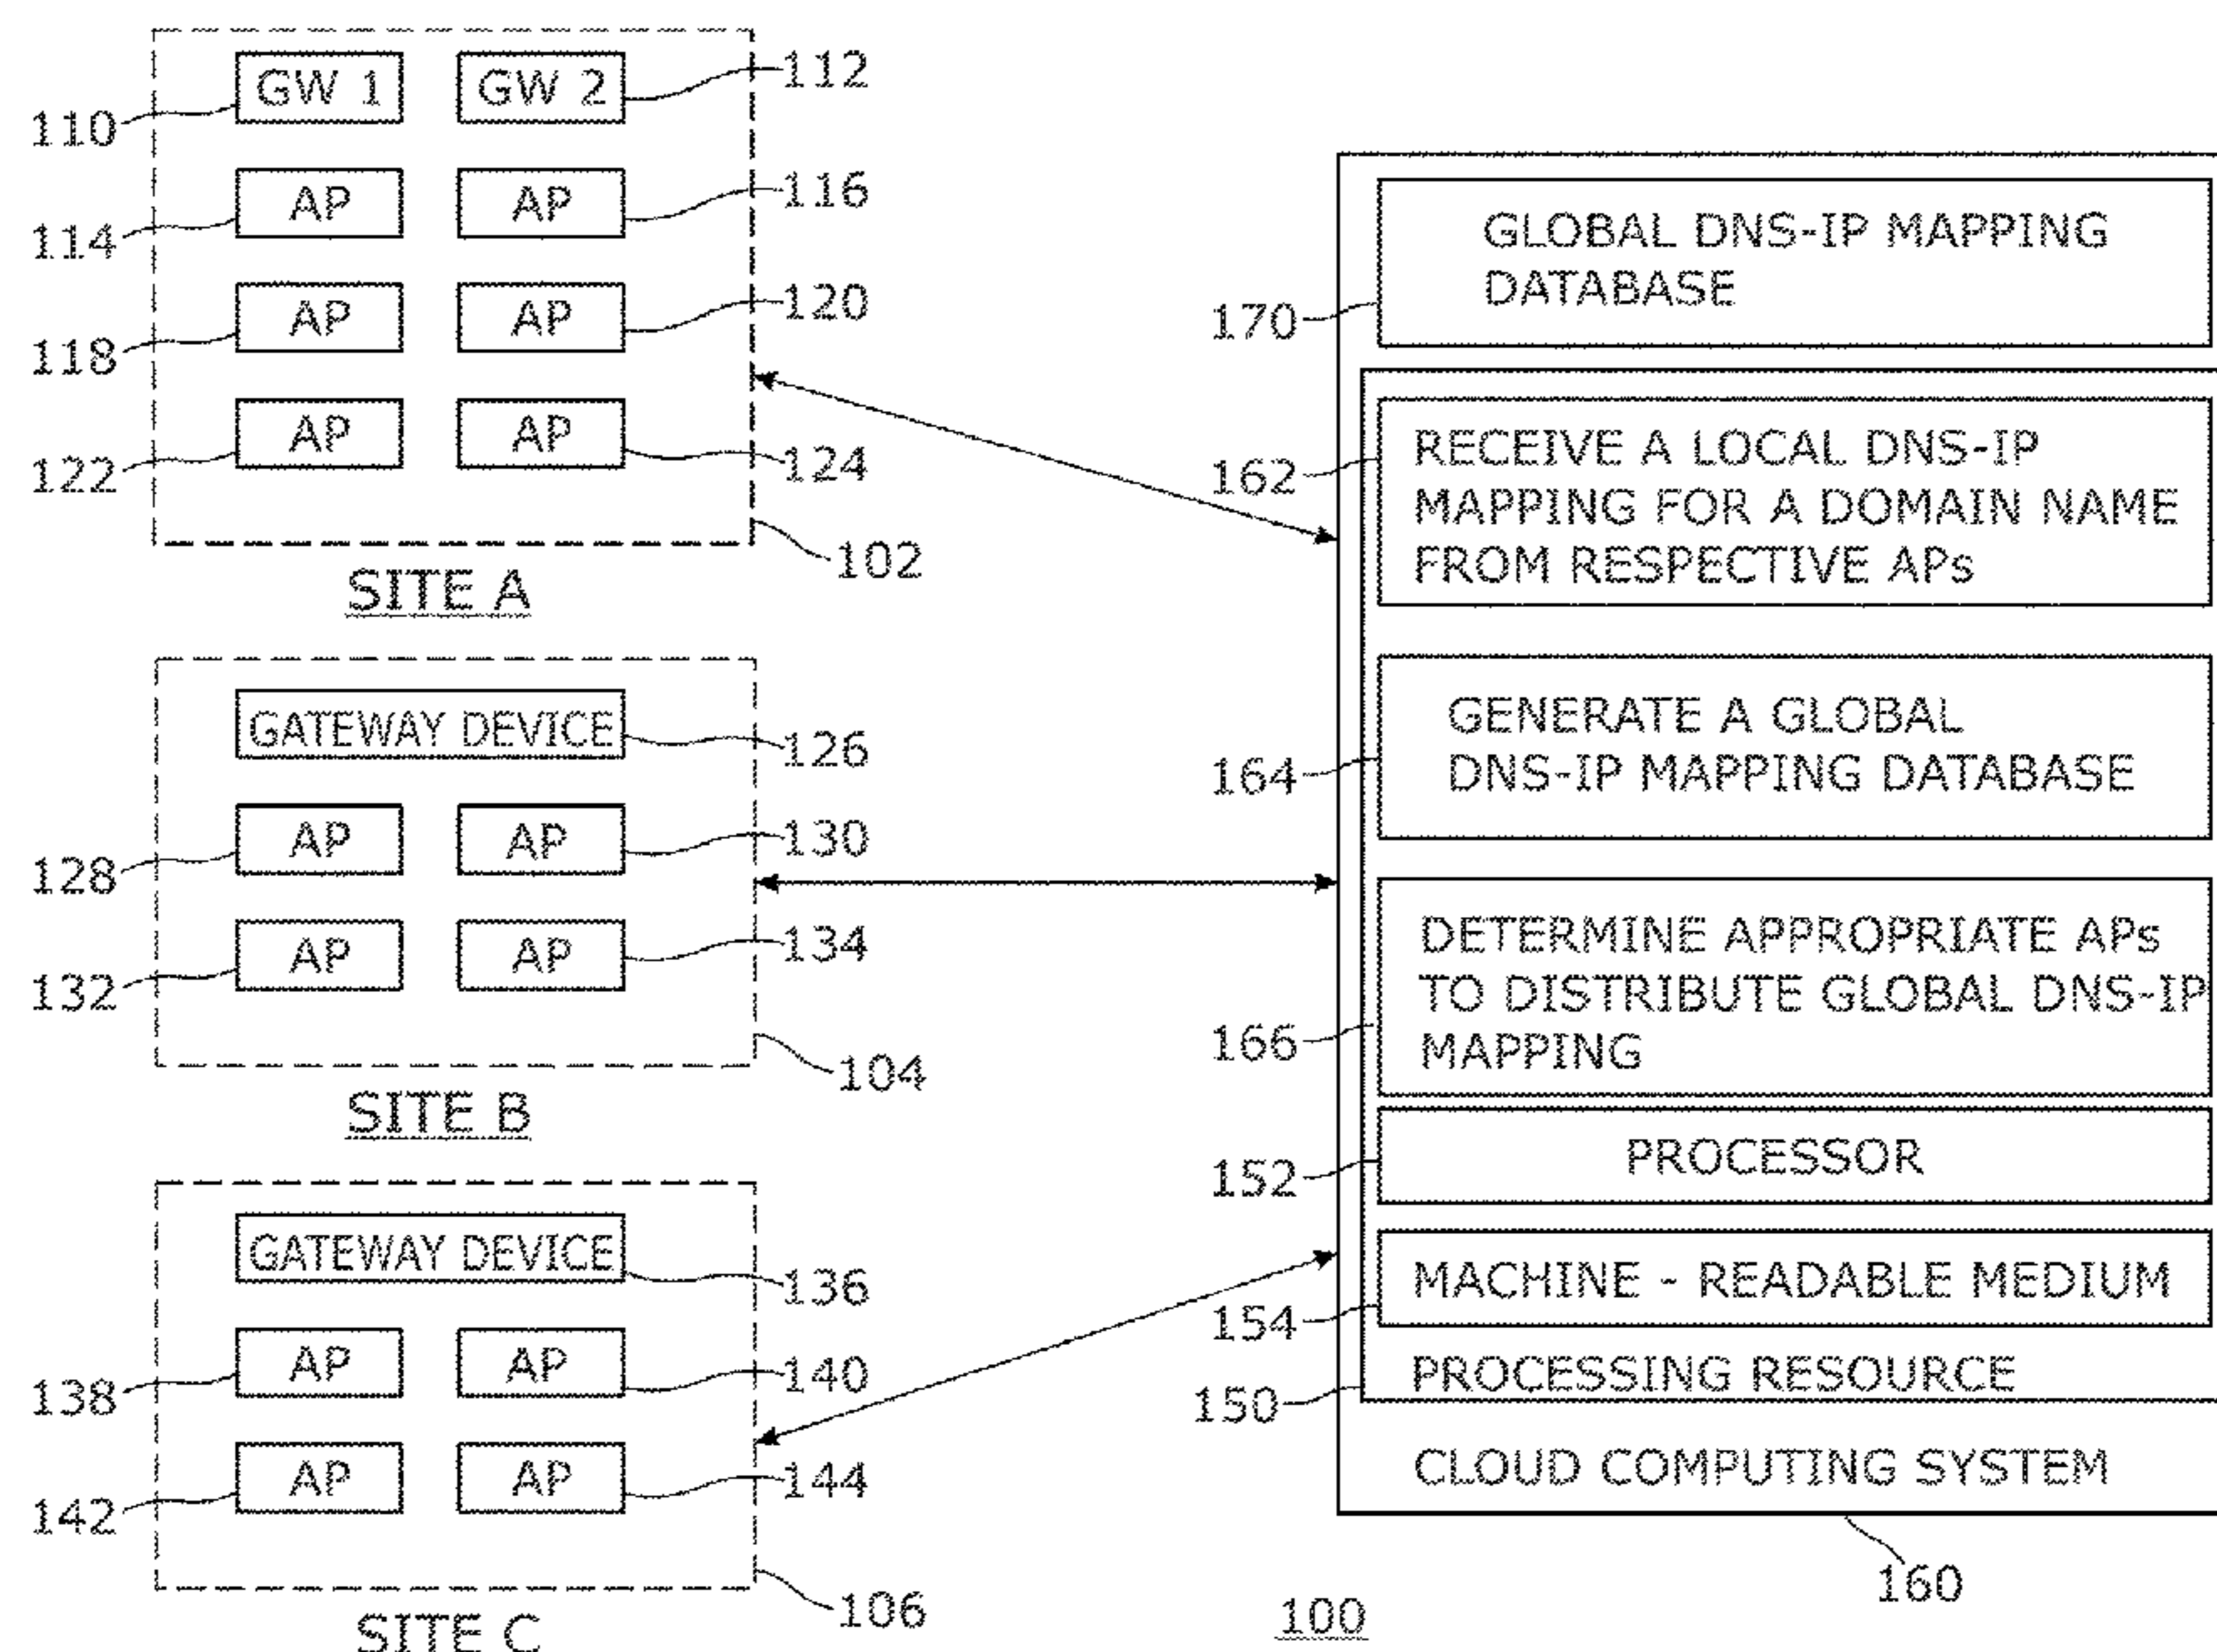 GW 1 GW 2 112
110
AP AP 116
114
AP AP 120
118
AP AP 124
122
102
SITE A
GATEWAY DEVICE 126
AP AP 130
128
AP AP 134
132
104
SITE B
GATEWAY DEVICE 136
AP AP 140
138
AP AP 144
142
106
SITE C
GLOBAL DNS-IP MAPPING
DATABASE
170
RECEIVE A LOCAL DNS-IP
162 MAPPING FOR A DOMAIN NAME
FROM RESPECTIVE APs
GENERATE A GLOBAL
164 DNS-IP MAPPING DATABASE
DETERMINE APPROPRIATE APs
TO DISTRIBUTE GLOBAL DNS-IP
166 MAPPING
152 PROCESSOR
MACHINE - READABLE MEDIUM
154
PROCESSING RESOURCE
150
CLOUD COMPUTING SYSTEM
160
100